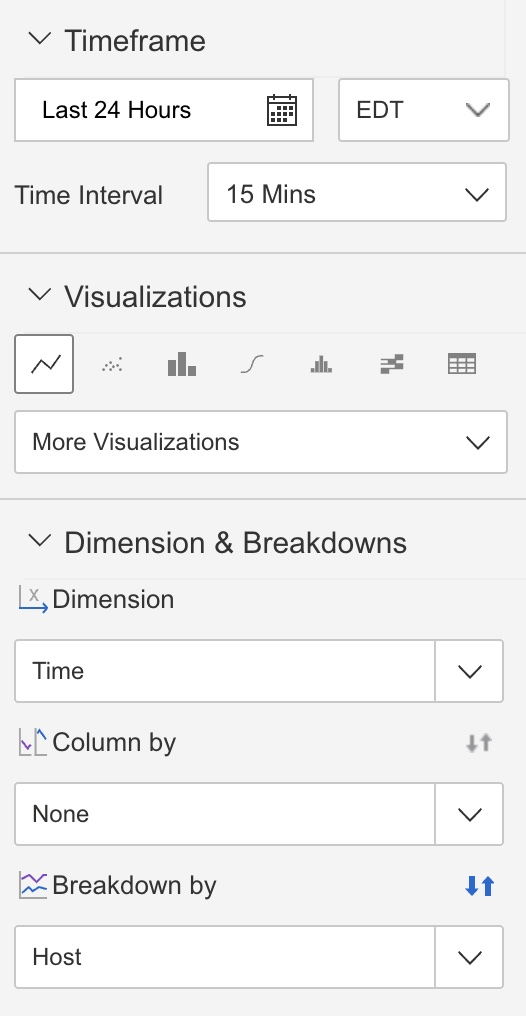 Timeframe
Last 24 Hours EDT
Time Interval 15 Mins
Visualizations
More Visualizations
Dimension & Breakdowns
X Dimension
Time
Column by
None
Breakdown by
Host